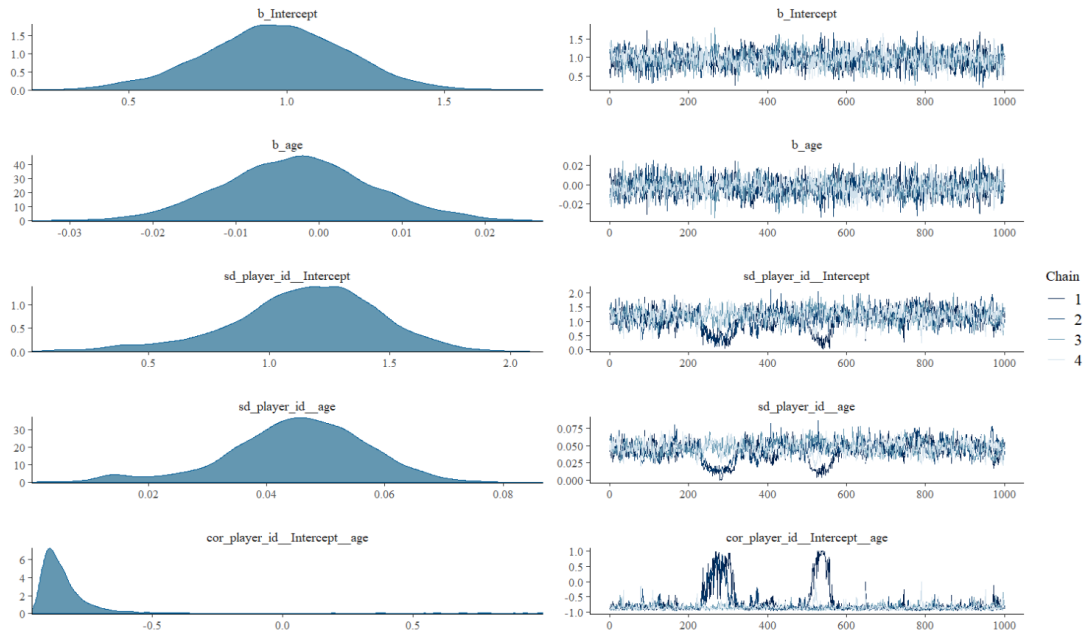 b_Intercept
1.5
1.0
0.5
0.0
0.5 1.0 1.5
b_Intercept
1.5
1.0
0.5
0 200 400 600 800 1000
b_age
40
30
20
10
0
-0.03 -0.02 -0.01 0.00 0.01 0.02
b_age
0.02
0.00
-0.02
0 200 400 600 800 1000
sd_player_id__Intercept
1.0
0.5
0.0
0.5 1.0 1.5 2.0
sd_player_id__Intercept
2.0
1.5
1.0
0.5
0.0
0 200 400 600 800 1000
sd_player_id__age
30
20
10
0
0.02 0.04 0.06 0.08
sd_player_id__age
0.075
0.050
0.025
0.000
0 200 400 600 800 1000
cor_player_id__Intercept__age
6
4
2
0
-0.5 0.0 0.5
cor_player_id__Intercept__age
1.0
0.5
0.0
-0.5
-1.0
0 200 400 600 800 1000
Chain
1
2
3
4